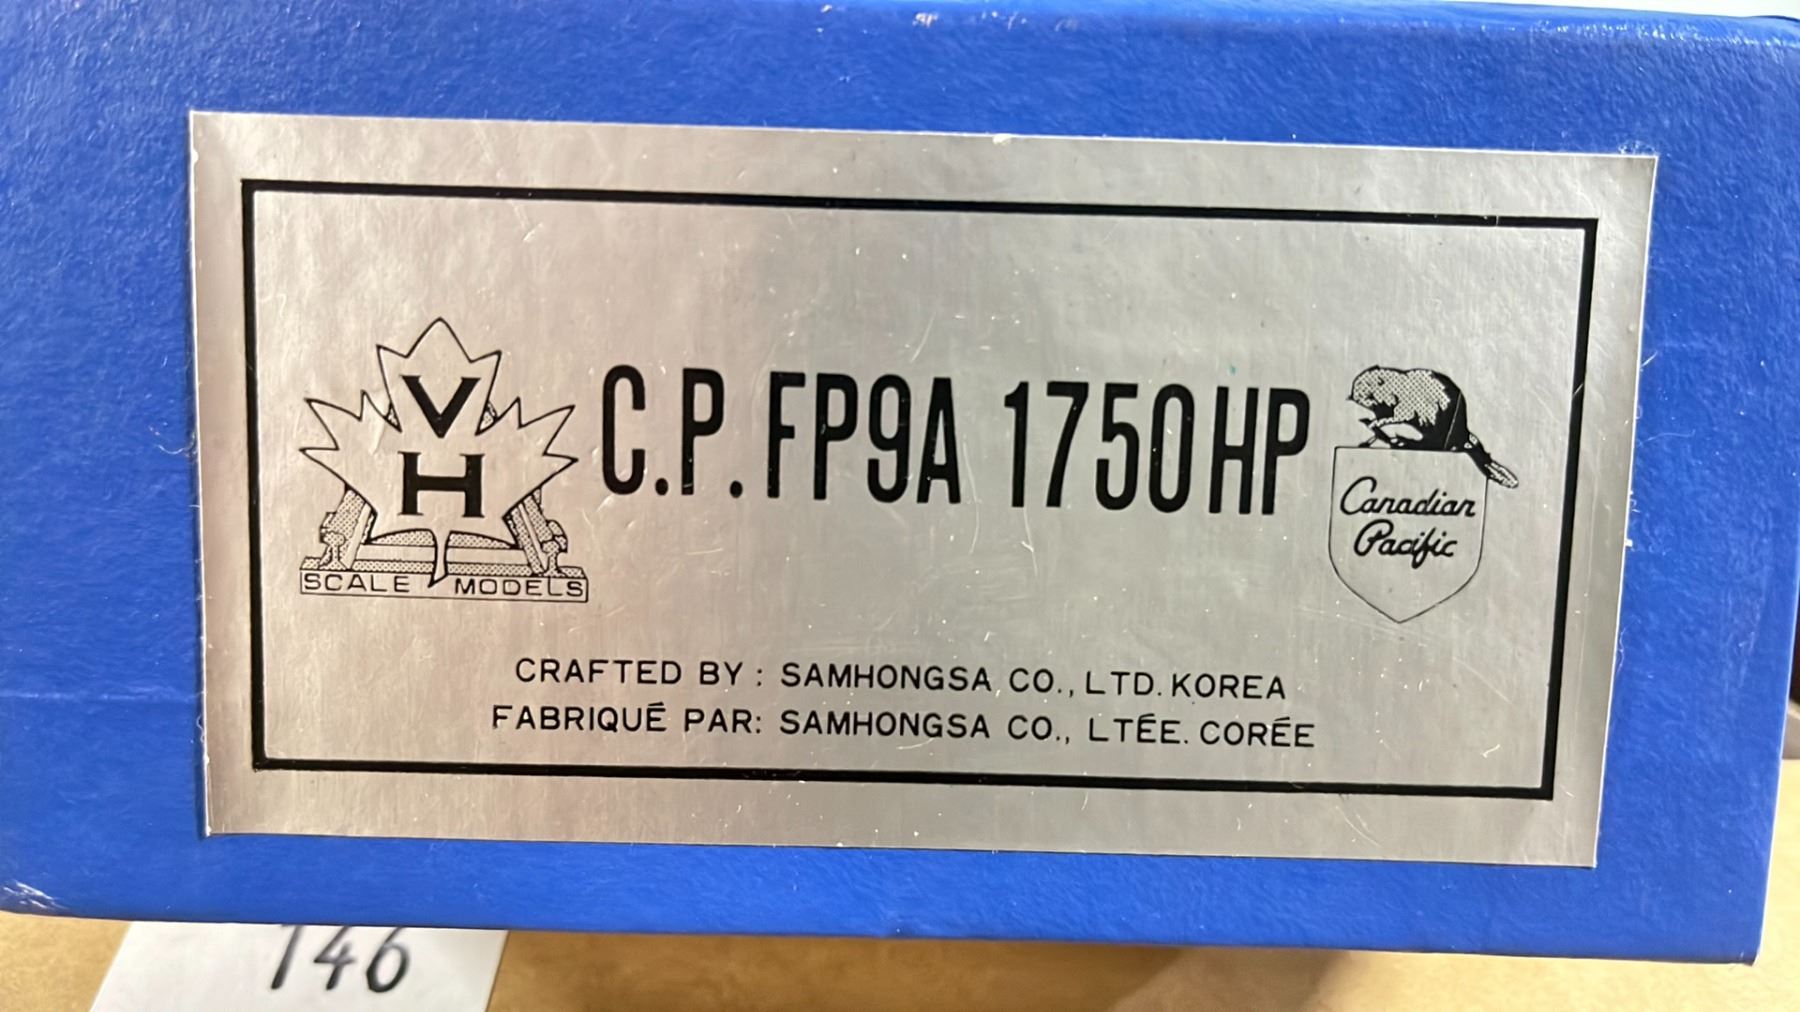 V
H
SCALE MODELS
C.P. FP9A 1750HP
Canadian
Pacific
CRAFTED BY : SAMHONGSA CO., LTD. KOREA
FABRIQUÉ PAR: SAMHONGSA CO., LTÉE. CORÉE
146